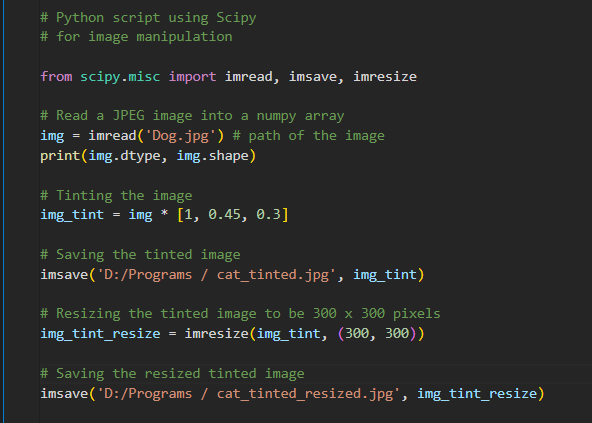 # Python script using Scipy
# for image manipulation
from scipy.misc import imread, imsave, imresize
# Read a JPEG image into a numpy array
img = imread('Dog.jpg') # path of the image
print(img.dtype, img.shape)
# Tinting the image
img_tint = img * [1, 0.45, 0.3]
# Saving the tinted image
imsave('D:/Programs / cat_tinted.jpg', img_tint)
# Resizing the tinted image to be 300 x 300 pixels
img_tint_resize = imresize(img_tint, (300, 300))
# Saving the resized tinted image
imsave('D:/Programs / cat_tinted_resized.jpg', img_tint_resize)